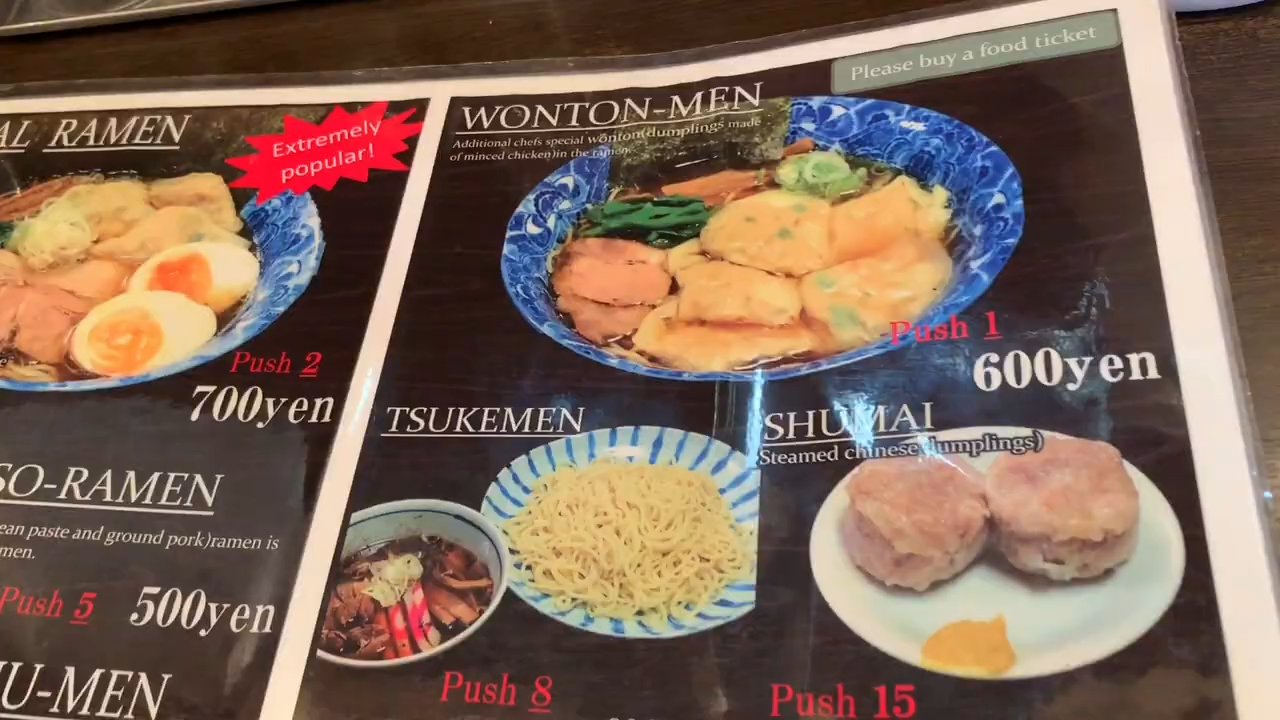 AL RAMEN
Extremely
popular!
Push 2
700yen
SO-RAMEN
ean paste and ground pork)ramen is
men.
Push 5
500yen
U-MEN
Please buy a food ticket
WONTON-MEN
Additional chefs special wonton(dumplings made
of minced chicken)in the ramen.
Push 1
600yen
TSUKEMEN
Push 8
SHUMAI
Steamed chinese dumplings)
Push 15